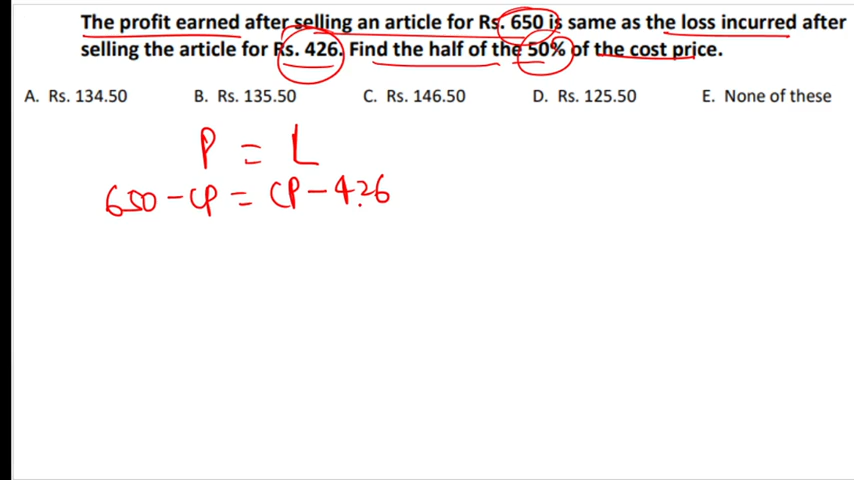 The profit earned after selling an article for Rs. 650 is same as the loss incurred after
selling the article for Rs. 426. Find the half of the 50% of the cost price.
A. Rs. 134.50 B. Rs. 135.50 C. Rs. 146.50 D. Rs. 125.50 E. None of these
P = L
650 - CP = CP - 426